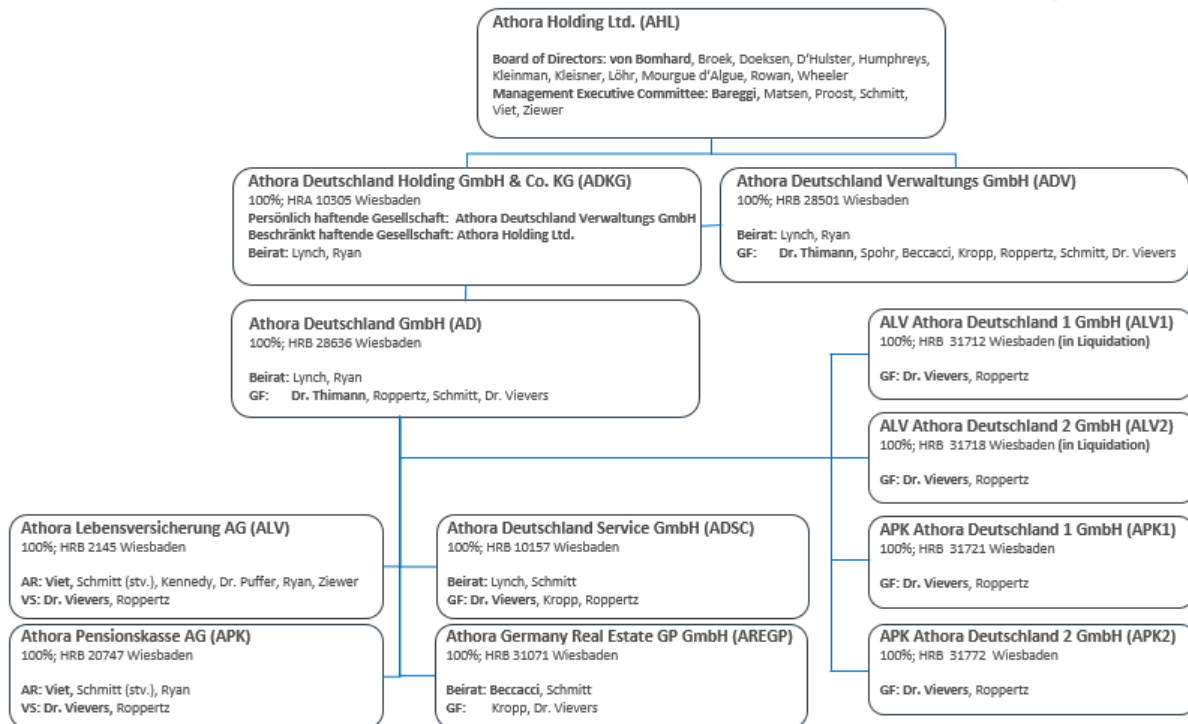 Athora Holding Ltd. (AHL)
Board of Directors: von Bomhard, Broek, Doeksen, D'Hulster, Humphreys,
Kleinman, Kleisner, Löhr, Mourgue d'Algue, Rowan, Wheeler
Management Executive Committee: Bareggi, Matsen, Proost, Schmitt,
Viet, Ziewer
Athora Deutschland Holding GmbH & Co. KG (ADKG)
100%; HRA 10305 Wiesbaden
Persönlich haftende Gesellschaft: Athora Deutschland Verwaltungs GmbH
Beschränkt haftende Gesellschaft: Athora Holding Ltd.
Beirat: Lynch, Ryan
Athora Deutschland Verwaltungs GmbH (ADV)
100%; HRB 28501 Wiesbaden
Beirat: Lynch, Ryan
GF: Dr. Thimann, Spohr, Beccacci, Kropp, Roppertz, Schmitt, Dr. Vievers
Athora Deutschland GmbH (AD)
100%; HRB 28636 Wiesbaden
Beirat: Lynch, Ryan
GF: Dr. Thimann, Roppertz, Schmitt, Dr. Vievers
ALV Athora Deutschland 1 GmbH (ALV1)
100%; HRB 31712 Wiesbaden (in Liquidation)
GF: Dr. Vievers, Roppertz
ALV Athora Deutschland 2 GmbH (ALV2)
100%; HRB 31718 Wiesbaden (in Liquidation)
GF: Dr. Vievers, Roppertz
Athora Lebensversicherung AG (ALV)
100%; HRB 2145 Wiesbaden
AR: Viet, Schmitt (stv.), Kennedy, Dr. Puffer, Ryan, Ziewer
VS: Dr. Vievers, Roppertz
Athora Deutschland Service GmbH (ADSC)
100%; HRB 10157 Wiesbaden
Beirat: Lynch, Schmitt
GF: Dr. Vievers, Kropp, Roppertz
APK Athora Deutschland 1 GmbH (APK1)
100%; HRB 31721 Wiesbaden
GF: Dr. Vievers, Roppertz
Athora Pensionskasse AG (APK)
100%; HRB 20747 Wiesbaden
AR: Viet, Schmitt (stv.), Ryan
VS: Dr. Vievers, Roppertz
Athora Germany Real Estate GP GmbH (AREGP)
100%; HRB 31071 Wiesbaden
Beirat: Beccacci, Schmitt
GF: Kropp, Dr. Vievers
APK Athora Deutschland 2 GmbH (APK2)
100%; HRB 31772 Wiesbaden
GF: Dr. Vievers, Roppertz